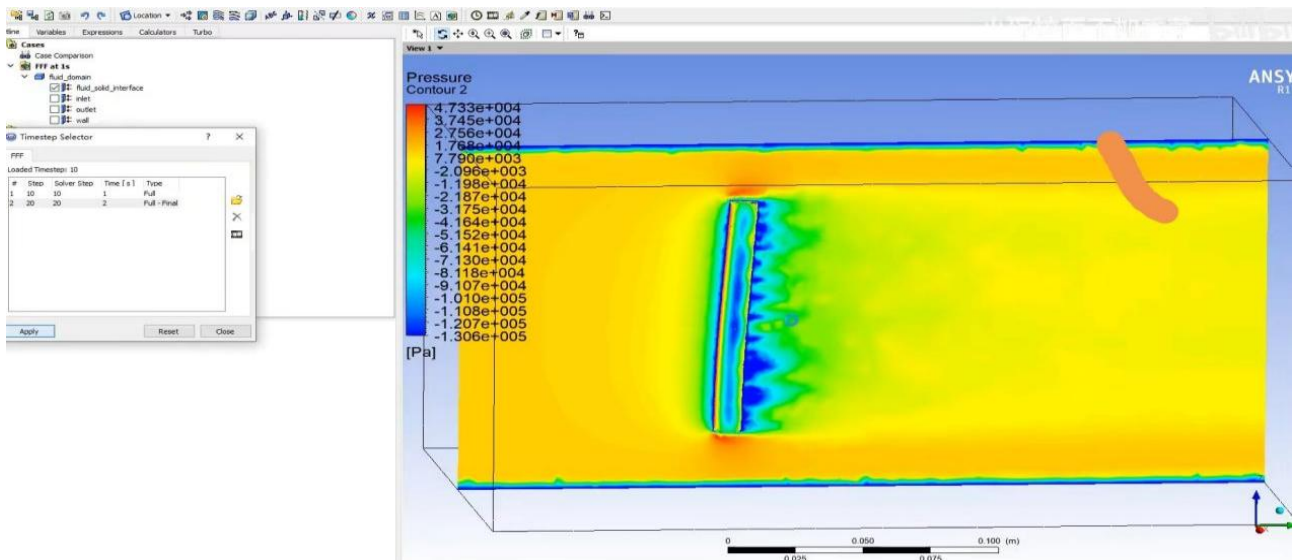 Location
tline Variables Expressions Calculators Turbo
Cases
Case Comparison
FFF at 1s
fluid_domain
fluid_solid_interface
inlet
outlet
wall
Timestep Selector ? ×
FFF
Loaded Timestep: 10
# Step Solver Step Time [ s ] Type
1 10 10 1 Full
2 20 20 2 Full - Final
Apply Reset Close
View 1
Pressure
Contour 2
4.733e+004
3.745e+004
2.756e+004
1.768e+004
7.790e+003
-2.096e+003
-1.198e+004
-2.187e+004
-3.175e+004
-4.164e+004
-5.152e+004
-6.141e+004
-7.130e+004
-8.118e+004
-9.107e+004
-1.010e+005
-1.108e+005
-1.207e+005
-1.306e+005
[Pa]
ANSY
R1
0 0.050 0.100 (m)
0.025 0.075